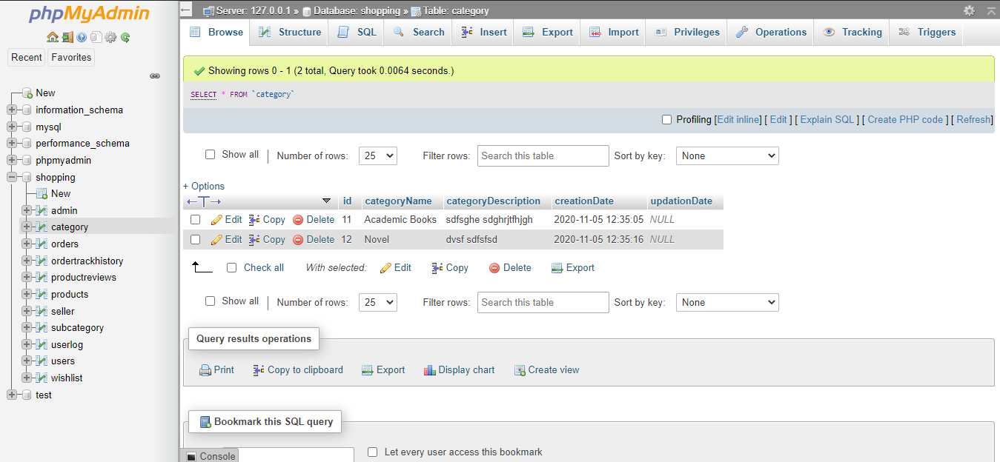 phpMyAdmin
Recent Favorites
New
information_schema
mysql
performance_schema
phpmyadmin
shopping
New
admin
category
orders
ordertrackhistory
productreviews
products
seller
subcategory
userlog
users
wishlist
test
Server: 127.0.0.1 » Database: shopping » Table: category
Browse Structure SQL Search Insert Export Import Privileges Operations Tracking Triggers
Showing rows 0 - 1 (2 total, Query took 0.0064 seconds.)
SELECT * FROM `category`
Profiling [Edit inline] [ Edit ] [ Explain SQL ] [ Create PHP code ] [ Refresh]
Show all | Number of rows: 25 Filter rows: Search this table Sort by key: None
+ Options
←T→ id categoryName categoryDescription creationDate updationDate
Edit Copy Delete 11 Academic Books sdfsghe sdghrjtfhjgh 2020-11-05 12:35:05 NULL
Edit Copy Delete 12 Novel dvsf sdfsfsd 2020-11-05 12:35:16 NULL
Check all With selected: Edit Copy Delete Export
Show all | Number of rows: 25 Filter rows: Search this table Sort by key: None
Query results operations
Print Copy to clipboard Export Display chart Create view
Bookmark this SQL query
Console Let every user access this bookmark